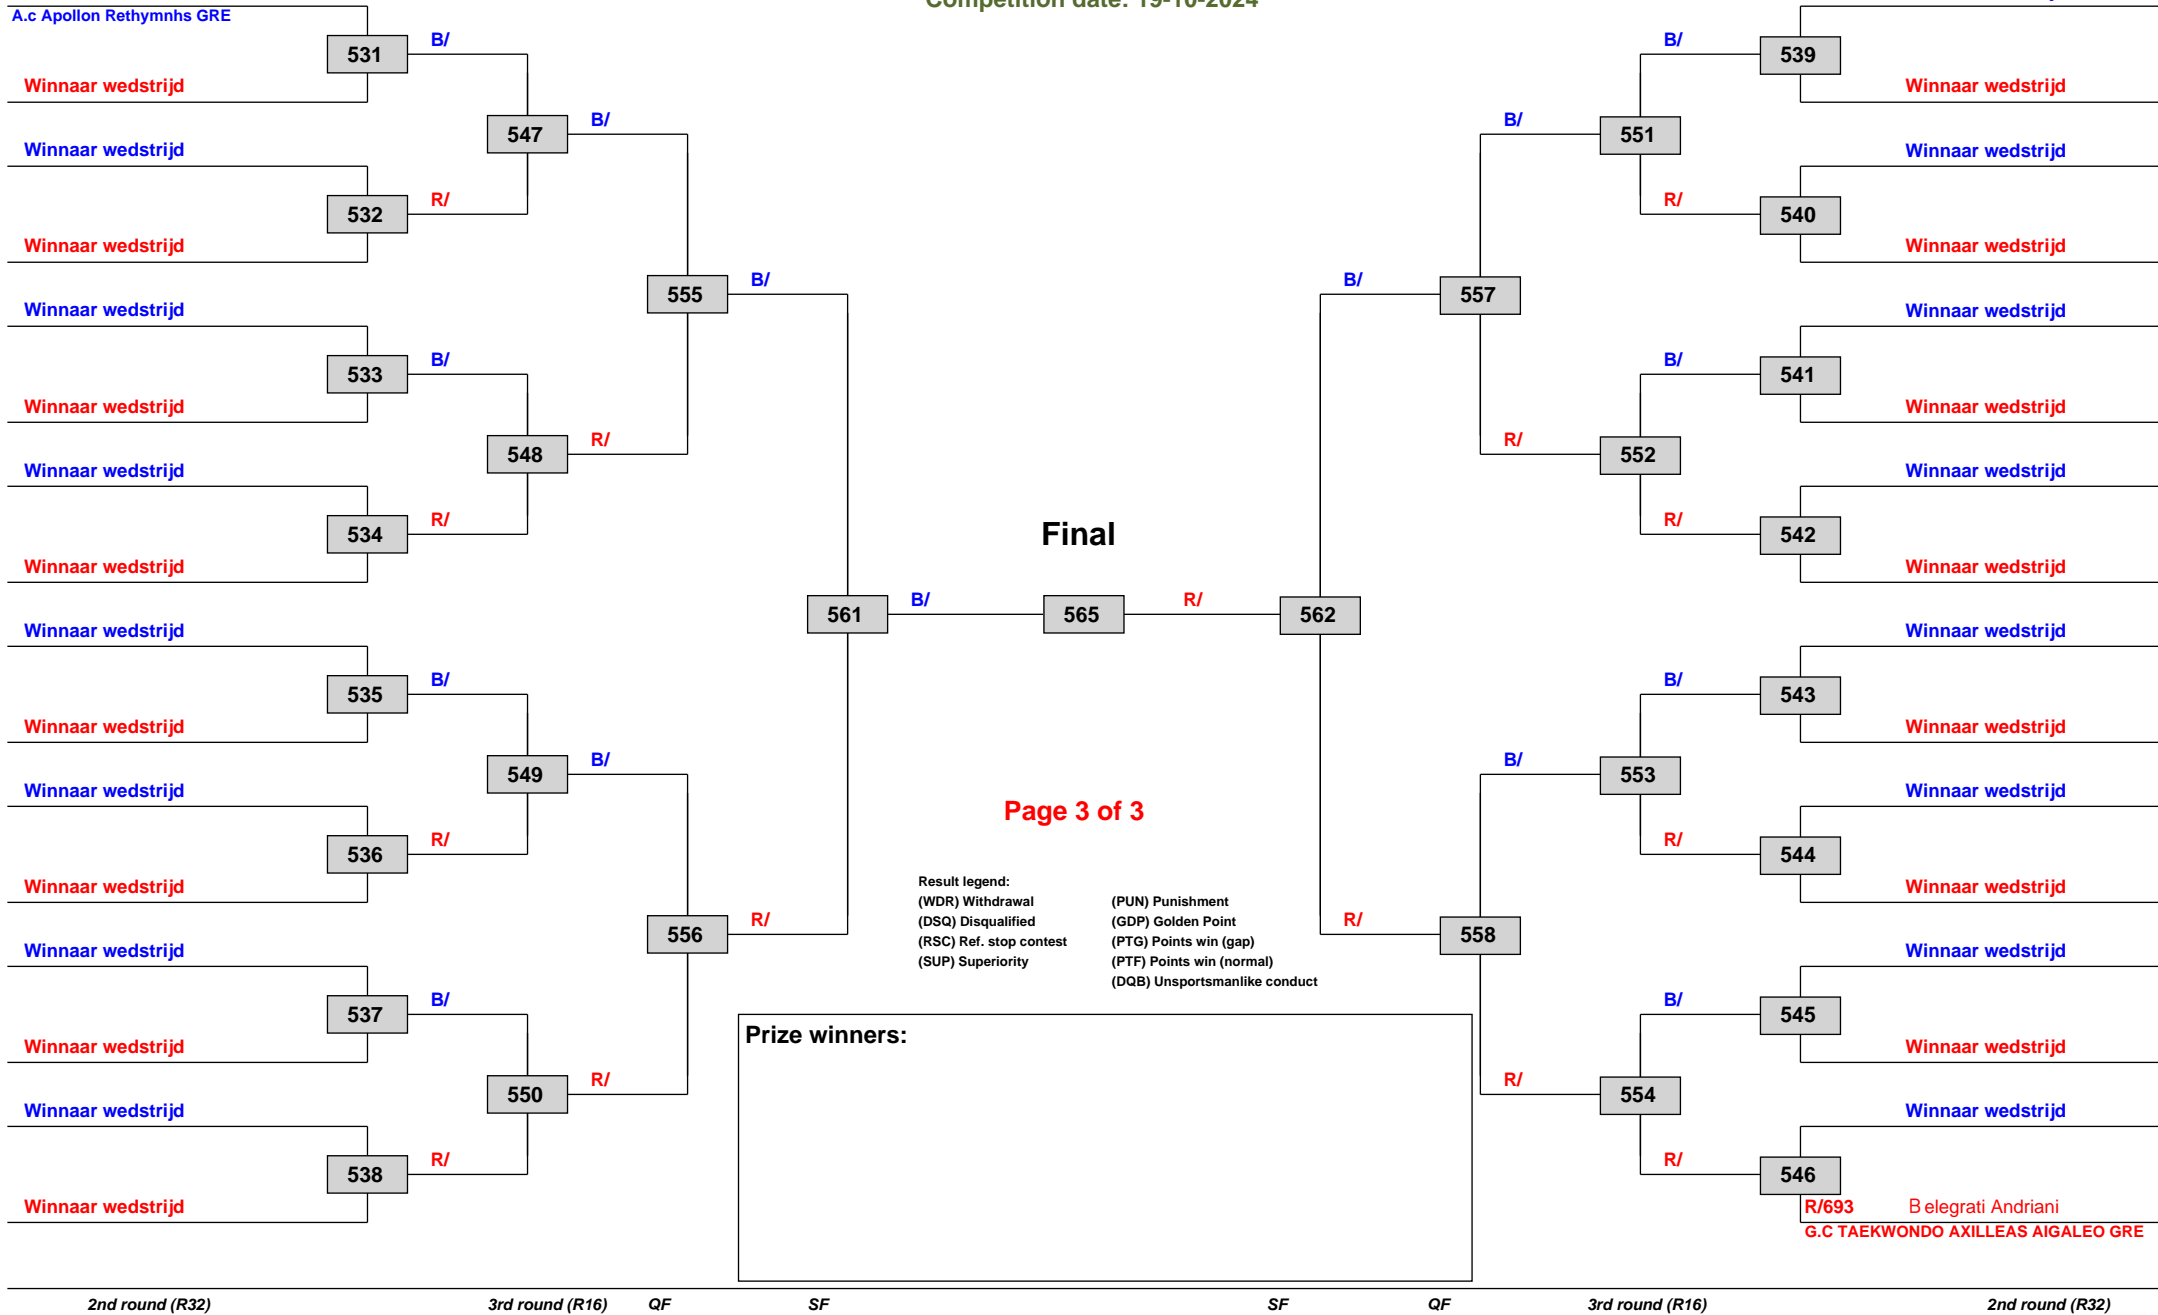 Competition date: 19-10-2024
A.c Apollon Rethymnhs GRE
531
B/
B/
539
Winnaar wedstrijd
Winnaar wedstrijd
547
B/
B/
551
Winnaar wedstrijd
Winnaar wedstrijd
532
R/
R/
540
Winnaar wedstrijd
Winnaar wedstrijd
555
B/
B/
557
Winnaar wedstrijd
Winnaar wedstrijd
533
B/
B/
541
Winnaar wedstrijd
Winnaar wedstrijd
548
R/
R/
552
Winnaar wedstrijd
Winnaar wedstrijd
534
R/
Final
R/
542
Winnaar wedstrijd
Winnaar wedstrijd
561
B/
565
R/
562
Winnaar wedstrijd
Winnaar wedstrijd
535
B/
B/
543
Winnaar wedstrijd
Winnaar wedstrijd
549
B/
B/
553
Winnaar wedstrijd
Winnaar wedstrijd
Page 3 of 3
536
R/
R/
544
Winnaar wedstrijd
Winnaar wedstrijd
Result legend:
(WDR) Withdrawal
(PUN) Punishment
(DSQ) Disqualified
(GDP) Golden Point
(RSC) Ref. stop contest
(PTG) Points win (gap)
(SUP) Superiority
(PTF) Points win (normal)
(DQB) Unsportsmanlike conduct
556
R/
R/
558
Winnaar wedstrijd
Winnaar wedstrijd
537
B/
B/
545
Prize winners:
Winnaar wedstrijd
Winnaar wedstrijd
550
R/
R/
554
Winnaar wedstrijd
Winnaar wedstrijd
538
R/
R/
546
Winnaar wedstrijd
R/693 Belegrati Andriani
G.C TAEKWONDO AXILLEAS AIGALEO GRE
2nd round (R32) 3rd round (R16) QF SF SF QF 3rd round (R16) 2nd round (R32)